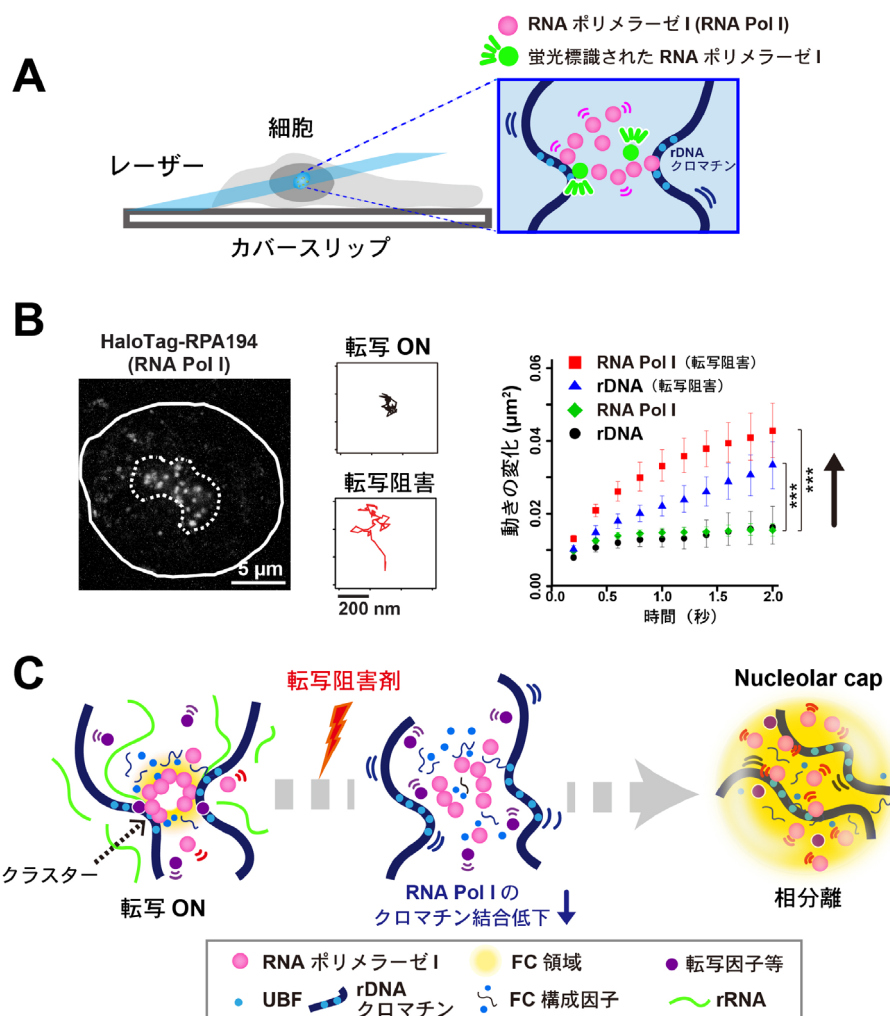 A
RNA ポリメラーゼ I (RNA Pol I)
蛍光標識された RNA ポリメラーゼ I
細胞
レーザー
カバースリップ
rDNA
クロマチン
B
HaloTag-RPA194
(RNA Pol I)
5 µm
転写 ON
転写阻害
200 nm
動きの変化 (µm²)
0.06
0.04
0.02
0.00
RNA Pol I（転写阻害）
rDNA（転写阻害）
RNA Pol I
rDNA
***
***
0.0 0.5 1.0 1.5 2.0
時間（秒）
C
クラスター
転写 ON
転写阻害剤
RNA Pol I の
クロマチン結合低下
Nucleolar cap
相分離
RNA ポリメラーゼ I
FC 領域
転写因子等
UBF
rDNA
クロマチン
FC 構成因子
rRNA